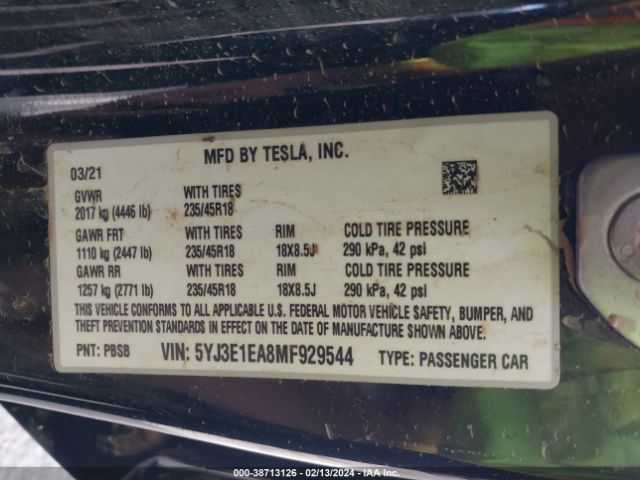 MFD BY TESLA, INC.
03/21
GVWR WITH TIRES
2017 kg (4446 lb) 235/45R18
GAWR FRT WITH TIRES RIM COLD TIRE PRESSURE
1110 kg (2447 lb) 235/45R18 18X8.5J 290 kPa, 42 psi
GAWR RR WITH TIRES RIM COLD TIRE PRESSURE
1257 kg (2771 lb) 235/45R18 18X8.5J 290 kPa, 42 psi
THIS VEHICLE CONFORMS TO ALL APPLICABLE U.S. FEDERAL MOTOR VEHICLE SAFETY, BUMPER, AND
THEFT PREVENTION STANDARDS IN EFFECT ON THE DATE OF MANUFACTURE SHOWN ABOVE.
PNT: PBSB VIN: 5YJ3E1EA8MF929544 TYPE: PASSENGER CAR
000-38713126 - 02/13/2024 - IAA Inc.